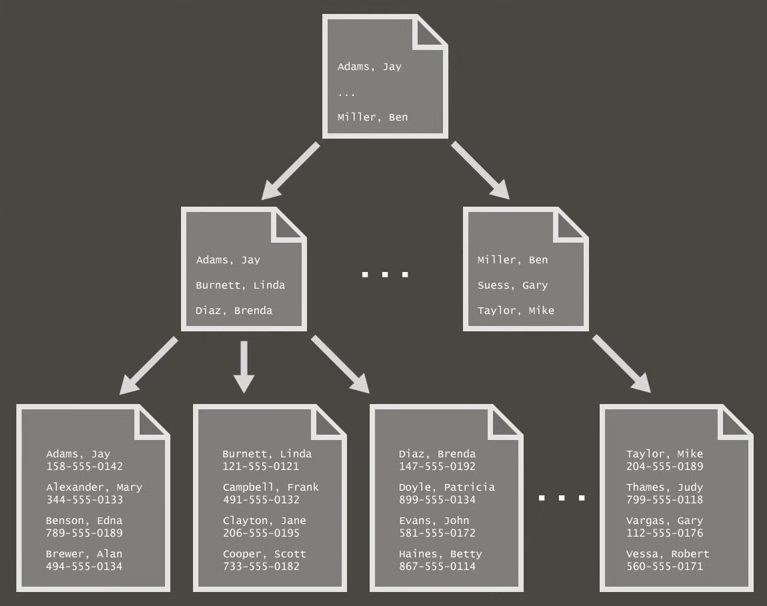 Adams, Jay
...
Miller, Ben
Adams, Jay
Burnett, Linda
Diaz, Brenda
...
Miller, Ben
Suess, Gary
Taylor, Mike
Adams, Jay
158-555-0142
Alexander, Mary
344-555-0133
Benson, Edna
789-555-0189
Brewer, Alan
494-555-0134
Burnett, Linda
121-555-0121
Campbell, Frank
491-555-0132
Clayton, Jane
206-555-0195
Cooper, Scott
733-555-0182
Diaz, Brenda
147-555-0192
Doyle, Patricia
899-555-0134
Evans, John
581-555-0172
Haines, Betty
867-555-0114
...
Taylor, Mike
204-555-0189
Thames, Judy
799-555-0118
Vargas, Gary
112-555-0176
Vessa, Robert
560-555-0171